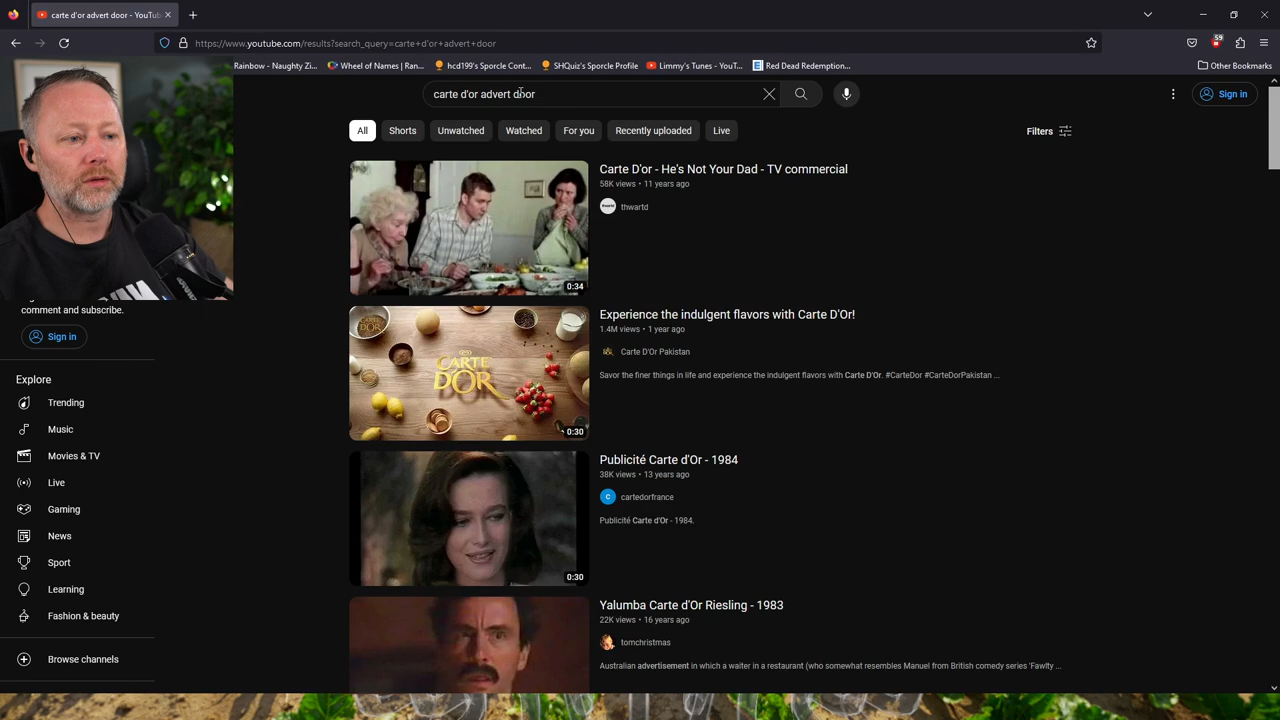 carte d'or advert door - YouTube
https://www.youtube.com/results?search_query=carte+d'or+advert+door
59
Rainbow - Naughty Zi...
Wheel of Names | Ran...
hcd199's Sporcle Cont...
SHQuiz's Sporcle Profile
Limmy's Tunes - YouT...
Red Dead Redemption...
Other Bookmarks
carte d'or advert door
Sign in
All
Shorts
Unwatched
Watched
For you
Recently uploaded
Live
Filters
Carte D'or - He's Not Your Dad - TV commercial
58K views • 11 years ago
thwartd
0:34
comment and subscribe.
Sign in
Explore
Trending
Music
Movies & TV
Live
Gaming
News
Sport
Learning
Fashion & beauty
Browse channels
CARTE
D'OR
CARTE
D'OR
0:30
Experience the indulgent flavors with Carte D'Or!
1.4M views • 1 year ago
Carte D'Or Pakistan
Savor the finer things in life and experience the indulgent flavors with Carte D'Or. #CarteDor #CarteDorPakistan ...
Publicité Carte d'Or - 1984
38K views • 13 years ago
cartedorfrance
Publicité Carte d'Or - 1984.
0:30
Yalumba Carte d'Or Riesling - 1983
22K views • 16 years ago
tomchristmas
Australian advertisement in which a waiter in a restaurant (who somewhat resembles Manuel from British comedy series 'Fawlty ...